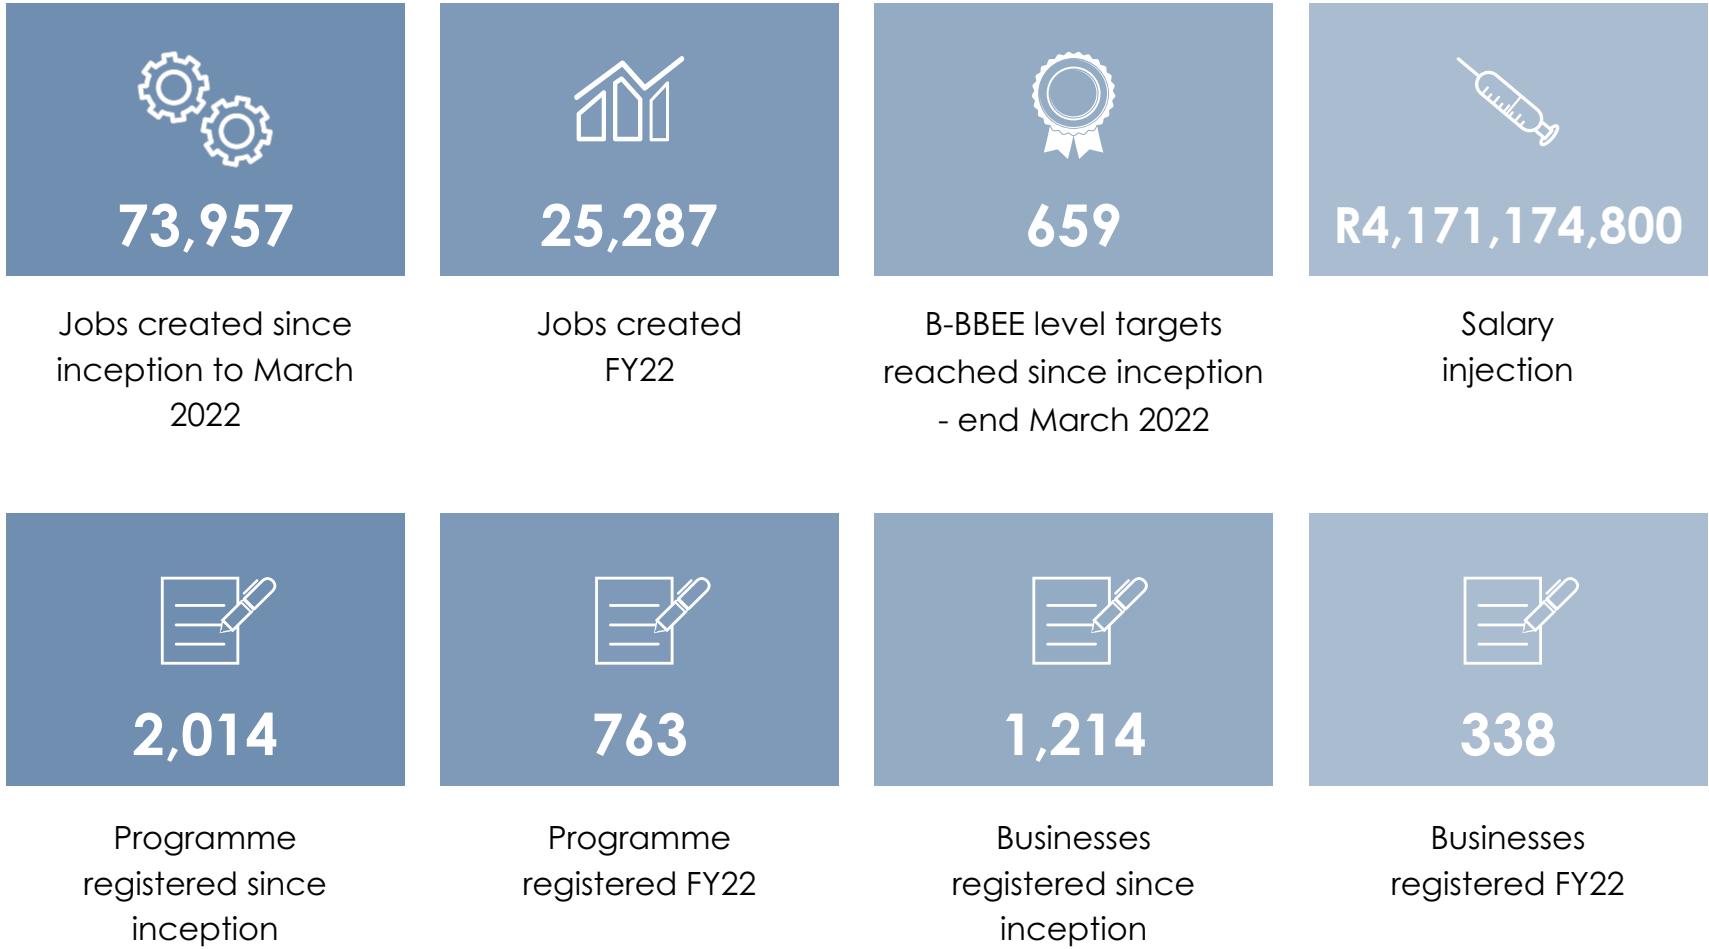 73,957
Jobs created since
inception to March
2022
25,287
Jobs created
FY22
659
B-BBEE level targets
reached since inception
- end March 2022
R4,171,174,800
Salary
injection
2,014
Programme
registered since
inception
763
Programme
registered FY22
1,214
Businesses
registered since
inception
338
Businesses
registered FY22